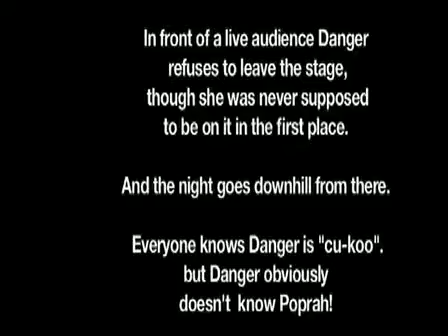 In front of a live audience Danger
refuses to leave the stage,
though she was never supposed
to be on it in the first place.
And the night goes downhill from there.
Everyone knows Danger is "cu-koo".
but Danger obviously
doesn't know Poprah!